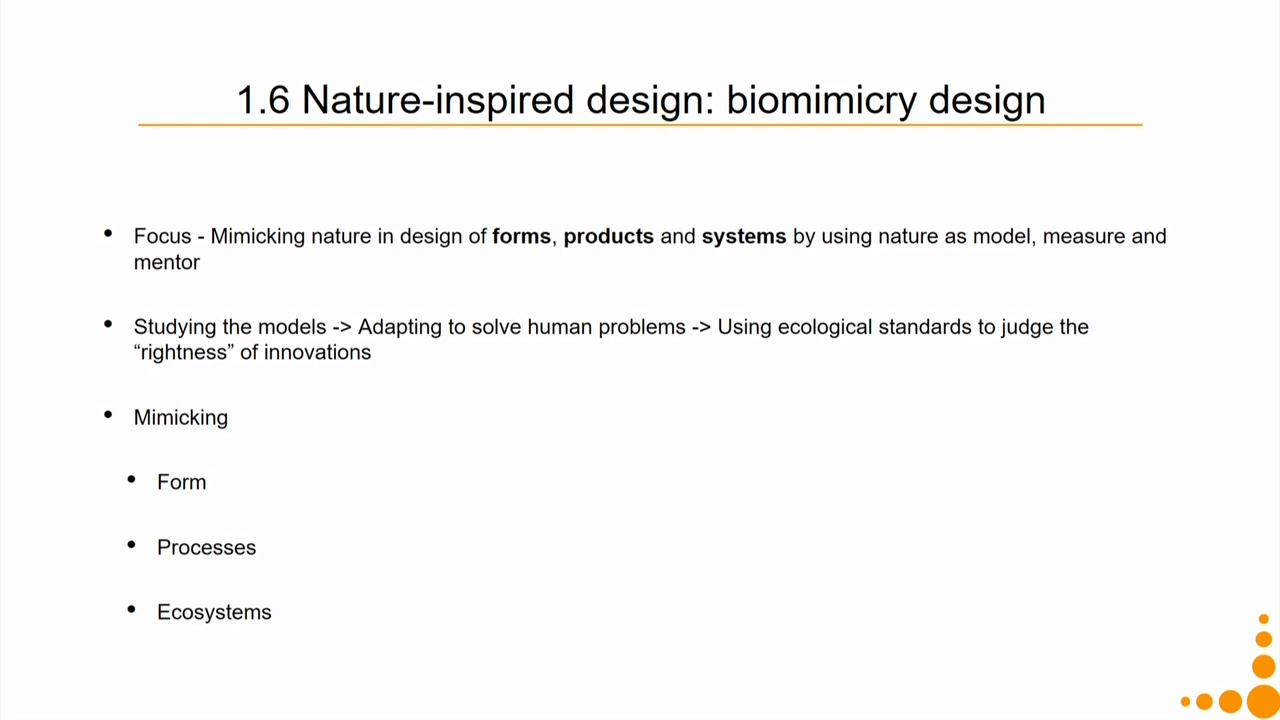 1.6 Nature-inspired design: biomimicry design
• Focus - Mimicking nature in design of forms, products and systems by using nature as model, measure and
mentor
• Studying the models -> Adapting to solve human problems -> Using ecological standards to judge the
“rightness” of innovations
• Mimicking
• Form
• Processes
• Ecosystems